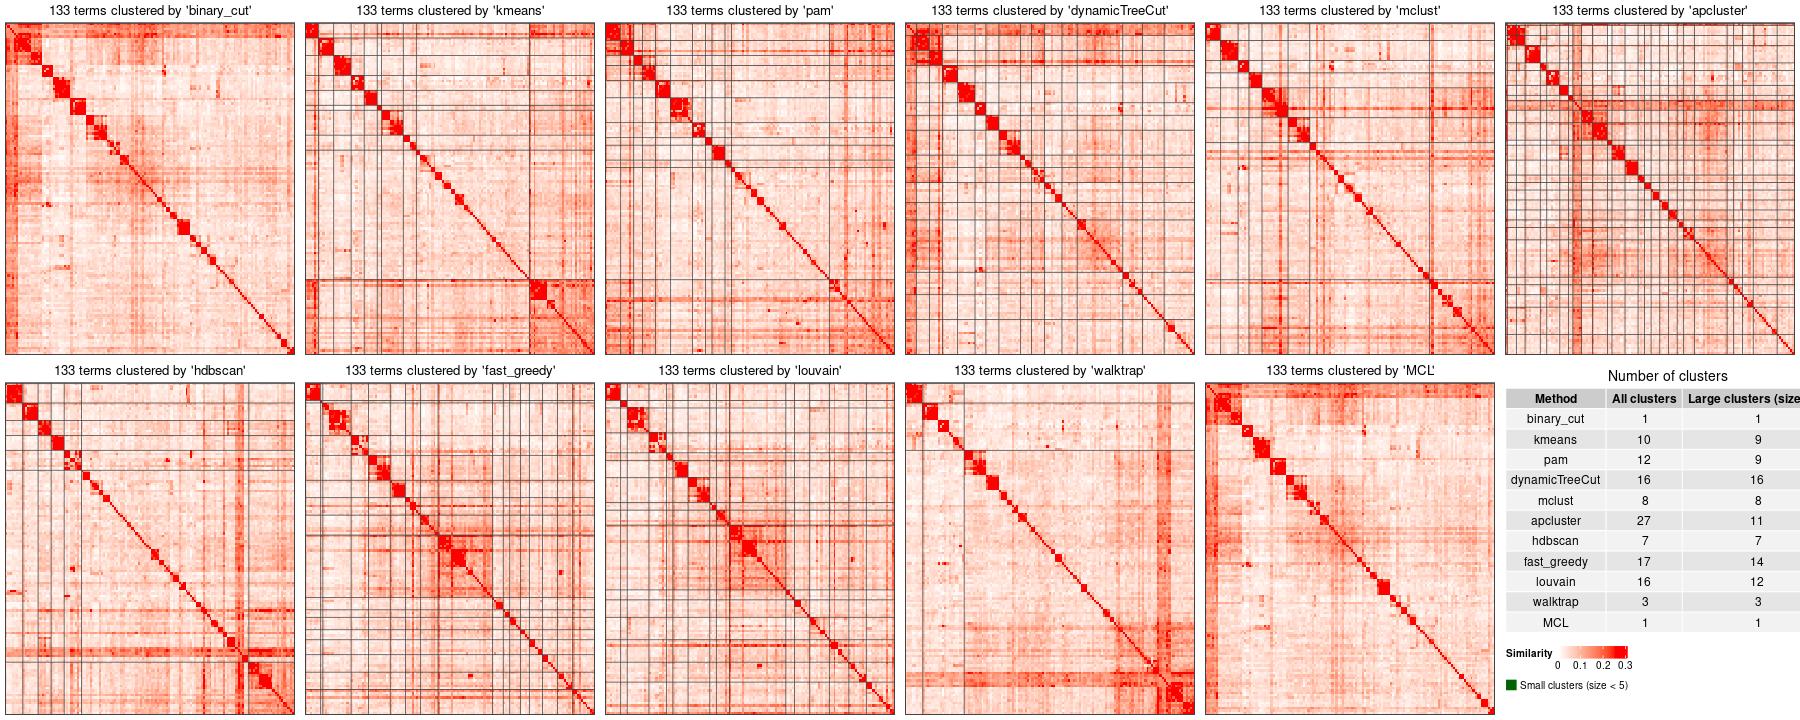 133 terms clustered by 'binary_cut'
133 terms clustered by 'kmeans'
133 terms clustered by 'pam'
133 terms clustered by 'dynamicTreeCut'
133 terms clustered by 'mclust'
133 terms clustered by 'apcluster'
133 terms clustered by 'hdbscan'
133 terms clustered by 'fast_greedy'
133 terms clustered by 'louvain'
133 terms clustered by 'walktrap'
133 terms clustered by 'MCL'
Number of clusters
Method All clusters Large clusters (size
binary_cut 1 1
kmeans 10 9
pam 12 9
dynamicTreeCut 16 16
mclust 8 8
apcluster 27 11
hdbscan 7 7
fast_greedy 17 14
louvain 16 12
walktrap 3 3
MCL 1 1
Similarity
0 0.1 0.2 0.3
Small clusters (size < 5)